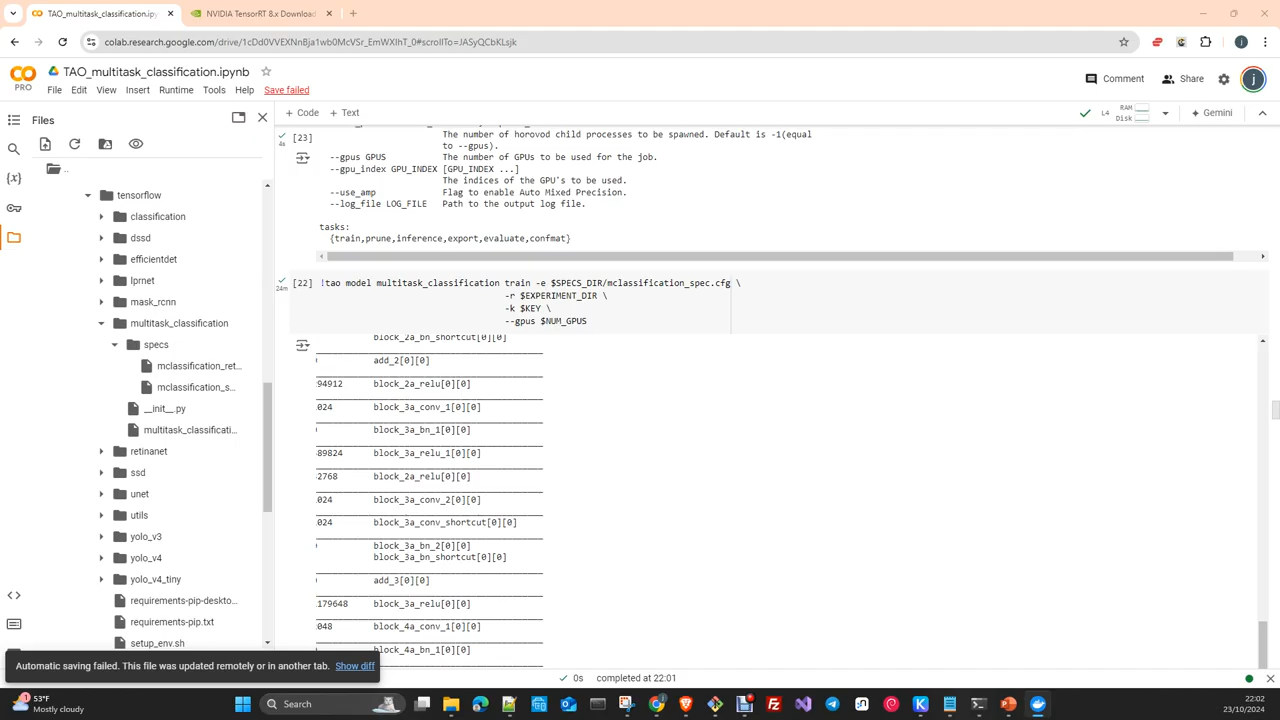 TAO_multitask_classification.ipynb
NVIDIA TensorRT 8.x Download
colab.research.google.com/drive/1cDd0VVEXNnBja1wb0McVSr_EmWXIhT_0#scrollTo=JASyQCbKLsjk
j
PRO
TAO_multitask_classification.ipynb
File Edit View Insert Runtime Tools Help Save failed
Comment Share j
Files
+ Code + Text
L4 RAM Disk
Gemini
..
tensorflow
classification
dssd
efficientdet
lprnet
mask_rcnn
multitask_classification
specs
mclassification_ret...
mclassification_s...
__init__.py
multitask_classificati...
retinanet
ssd
unet
utils
yolo_v3
yolo_v4
yolo_v4_tiny
requirements-pip-deskto...
requirements-pip.txt
setup_env.sh
[23]
4s
The number of horovod child processes to be spawned. Default is -1(equal
to --gpus).
--gpus GPUS The number of GPUs to be used for the job.
--gpu_index GPU_INDEX [GPU_INDEX ...]
The indices of the GPU's to be used.
--use_amp Flag to enable Auto Mixed Precision.
--log_file LOG_FILE Path to the output log file.
tasks:
{train,prune,inference,export,evaluate,confmat}
[22]
24m
!tao model multitask_classification train -e $SPECS_DIR/mclassification_spec.cfg \
-r $EXPERIMENT_DIR \
-k $KEY \
--gpus $NUM_GPUS
block_2a_bn_shortcut[0][0]
add_2[0][0]
94912 block_2a_relu[0][0]
024 block_3a_conv_1[0][0]
block_3a_bn_1[0][0]
89824 block_3a_relu_1[0][0]
2768 block_2a_relu[0][0]
024 block_3a_conv_2[0][0]
024 block_3a_conv_shortcut[0][0]
block_3a_bn_2[0][0]
block_3a_bn_shortcut[0][0]
add_3[0][0]
179648 block_3a_relu[0][0]
048 block_4a_conv_1[0][0]
block_4a_bn_1[0][0]
Automatic saving failed. This file was updated remotely or in another tab. Show diff
0s completed at 22:01
1
53°F
Mostly cloudy
Search
22:02
23/10/2024